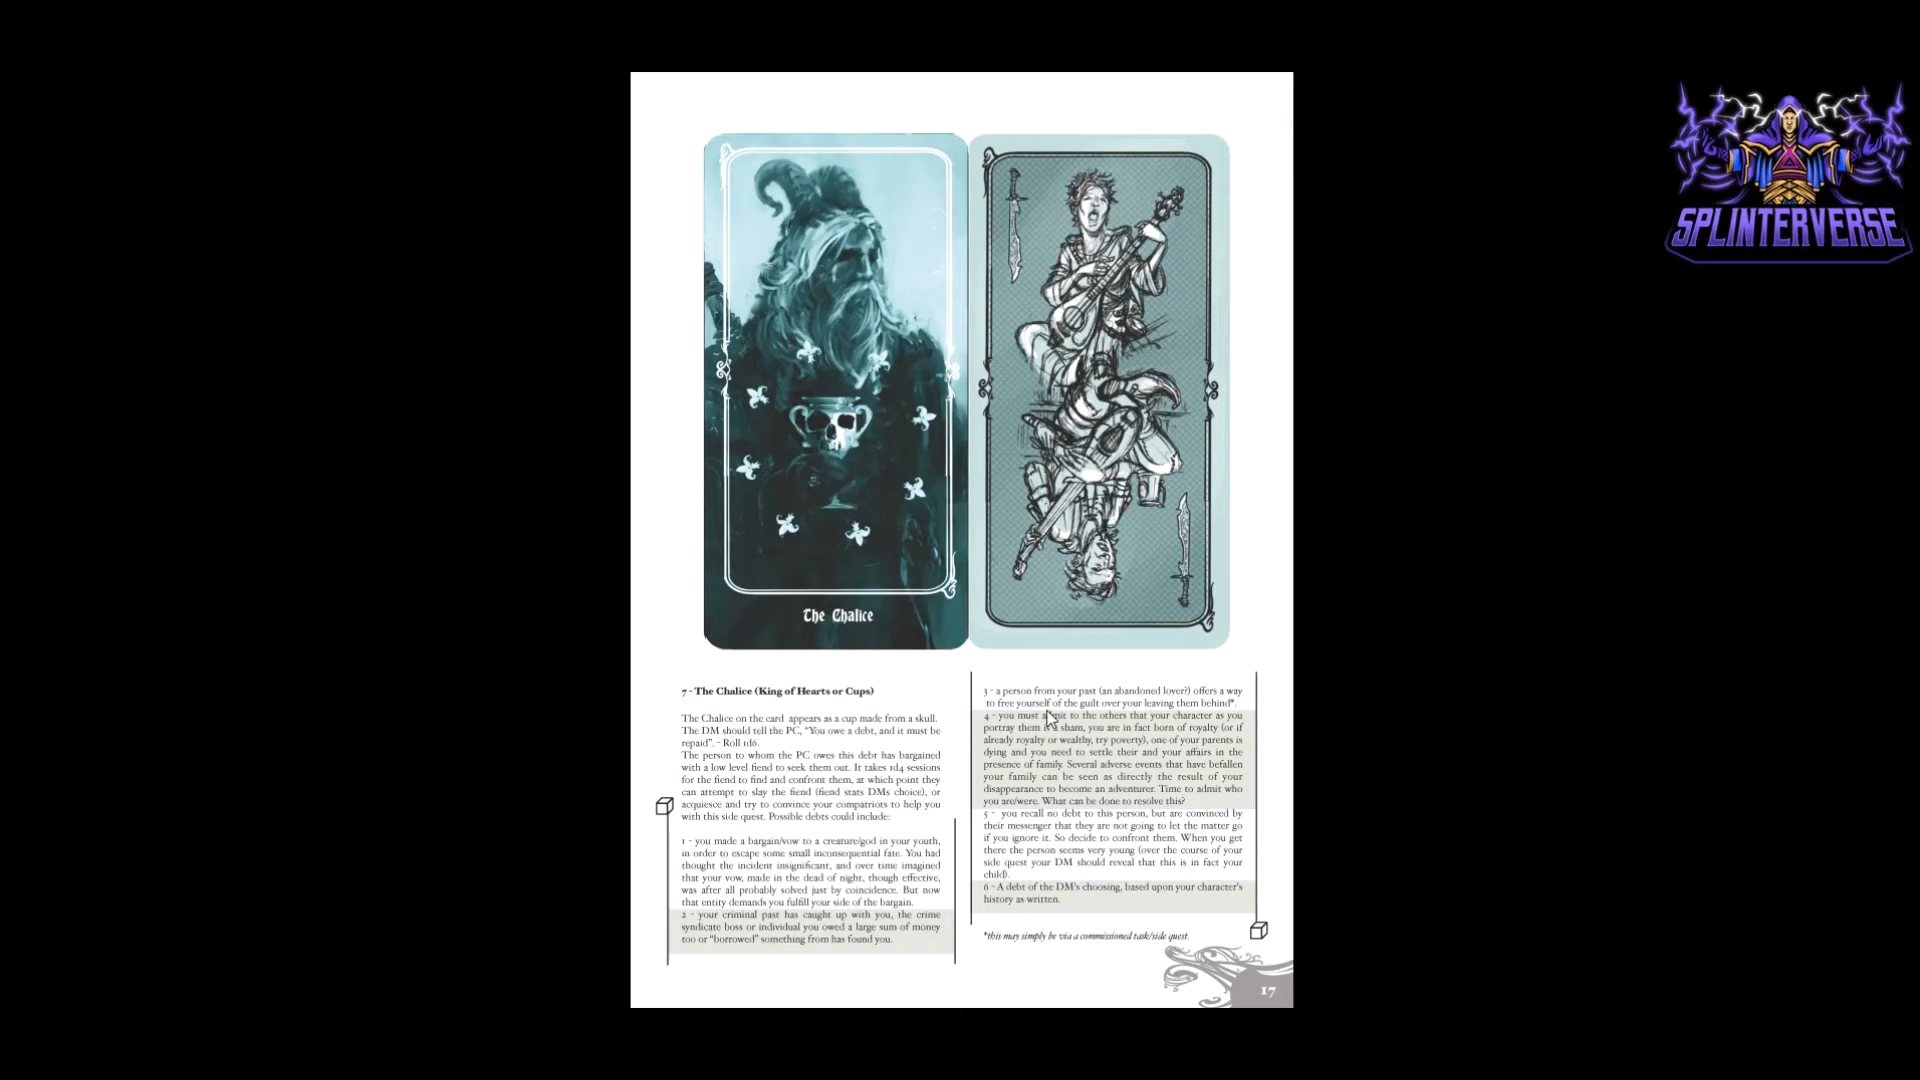 SPLINTERVERSE
The Chalice
7 - The Chalice (King of Hearts or Cups)
The Chalice on the card appears as a cup made from a skull.
The DM should tell the PC, "You owe a debt, and it must be
repaid". - Roll 1d6.
The person to whom the PC owes this debt has bargained
with a low level fiend to seek them out. It takes 1d4 sessions
for the fiend to find and confront them, at which point they
can attempt to slay the fiend (fiend stats DMs choice), or
acquiesce and try to convince your compatriots to help you
with this side quest. Possible debts could include:
1 - you made a bargain/vow to a creature/god in your youth,
in order to escape some small inconsequential fate. You had
thought the incident insignificant, and over time imagined
that your vow, made in the dead of night, though effective,
was after all probably solved just by coincidence. But now
that entity demands you fulfill your side of the bargain.
2 - your criminal past has caught up with you, the crime
syndicate boss or individual you owed a large sum of money
too or "borrowed" something from has found you.
3 - a person from your past (an abandoned lover?) offers a way
to free yourself of the guilt over your leaving them behind*.
4 - you must admit to the others that your character as you
portray them is a sham, you are in fact born of royalty (or if
already royalty or wealthy, try poverty), one of your parents is
dying and you need to settle their and your affairs in the
presence of family. Several adverse events that have befallen
your family can be seen as directly the result of your
disappearance to become an adventurer. Time to admit who
you are/were. What can be done to resolve this?
5 - you recall no debt to this person, but are convinced by
their messenger that they are not going to let the matter go
if you ignore it. So decide to confront them. When you get
there the person seems very young (over the course of your
side quest your DM should reveal that this is in fact your
child).
6 - A debt of the DM's choosing, based upon your character's
history as written.
*this may simply be via a commissioned task/side quest.
17